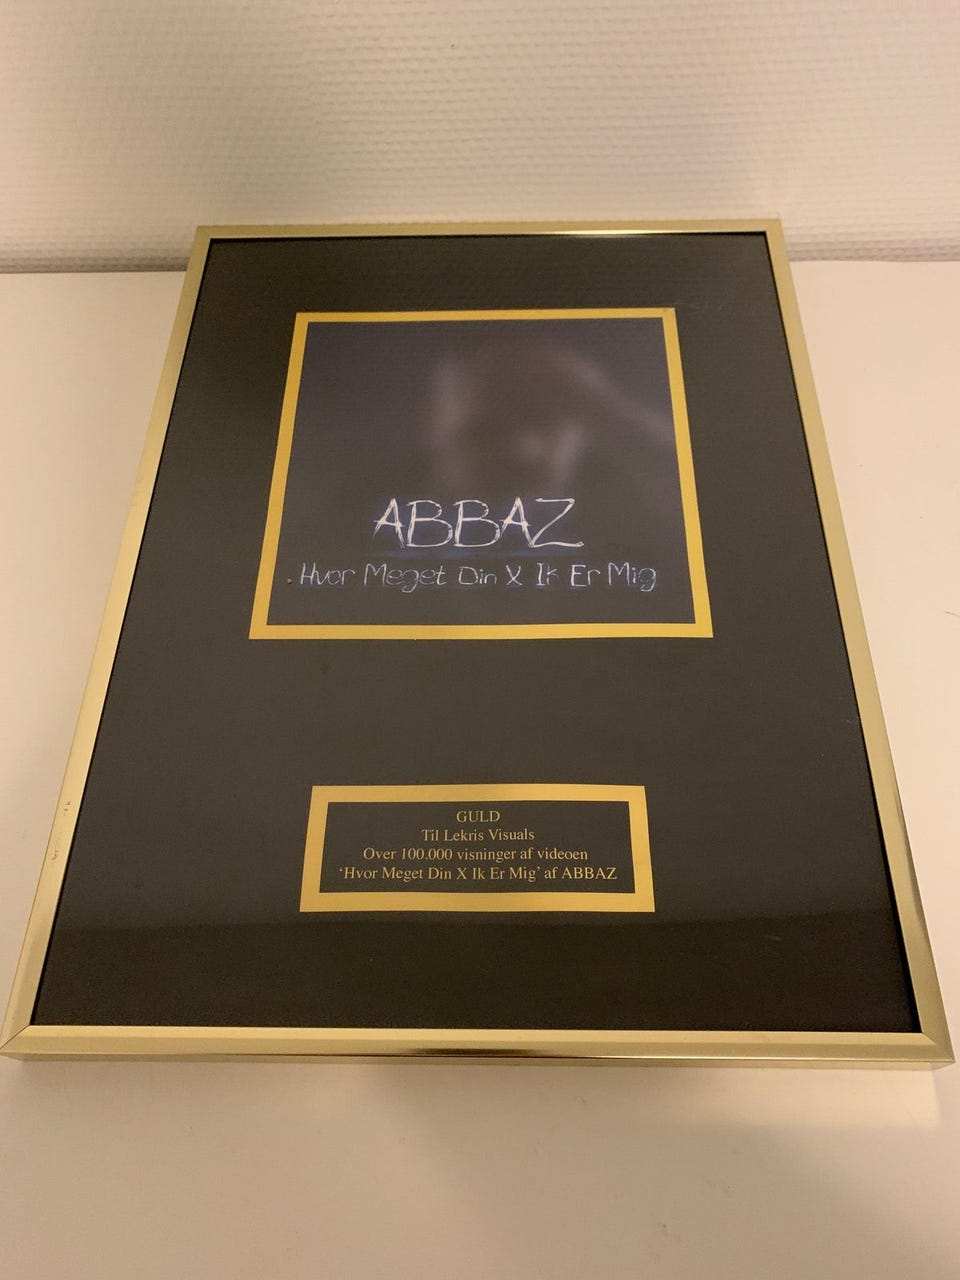 ABBAZ
Hvor Meget Din X Ik Er Mig
GULD
Til Lekris Visuals
Over 100.000 visninger af videoen
‘Hvor Meget Din X Ik Er Mig’ af ABBAZ